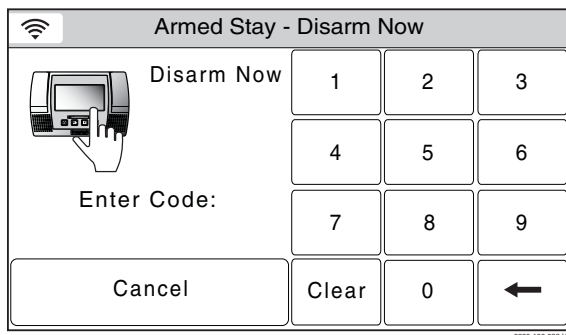 Armed Stay - Disarm Now
Disarm Now
Enter Code:
1 2 3
4 5 6
7 8 9
Cancel Clear 0